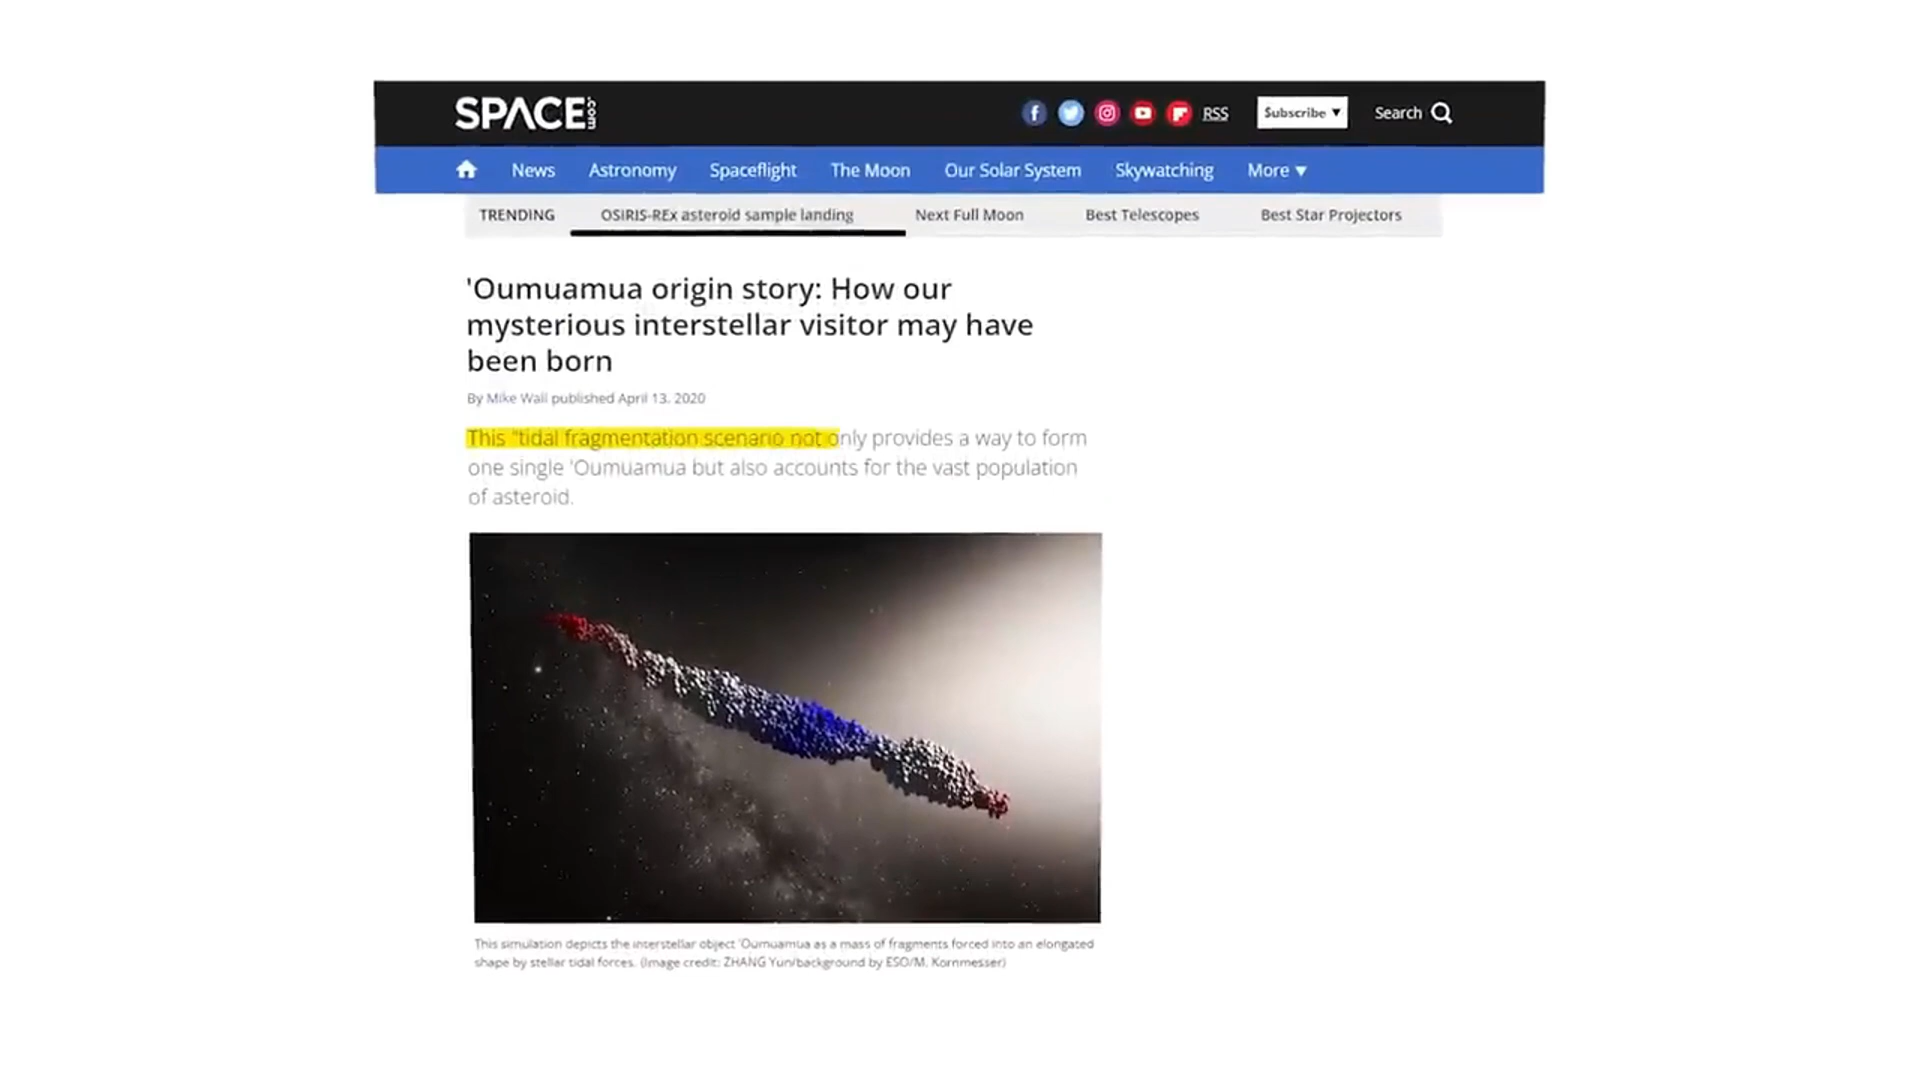 SPACE.com
RSS
Subscribe ▼
Search
News Astronomy Spaceflight The Moon Our Solar System Skywatching More ▼
TRENDING OSIRIS-REx asteroid sample landing Next Full Moon Best Telescopes Best Star Projectors
'Oumuamua origin story: How our
mysterious interstellar visitor may have
been born
By Mike Wall published April 13, 2020
This "tidal fragmentation scenario not only provides a way to form
one single 'Oumuamua but also accounts for the vast population
of asteroid.
This simulation depicts the interstellar object 'Oumuamua as a mass of fragments forced into an elongated
shape by stellar tidal forces. (Image credit: ZHANG Yun/background by ESO/M. Kornmesser)